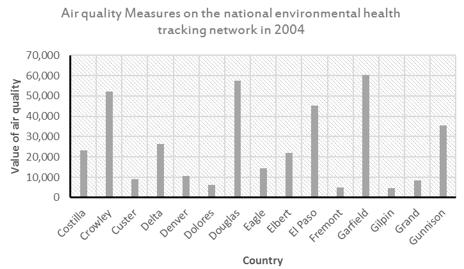 Air quality Measures on the national environmental health
tracking network in 2004
Value of air quality
70,000
60,000
50,000
40,000
30,000
20,000
10,000
0
Costilla
Crowley
Custer
Delta
Denver
Dolores
Douglas
Eagle
Elbert
El Paso
Fremont
Garfield
Gilpin
Grand
Gunnison
Country